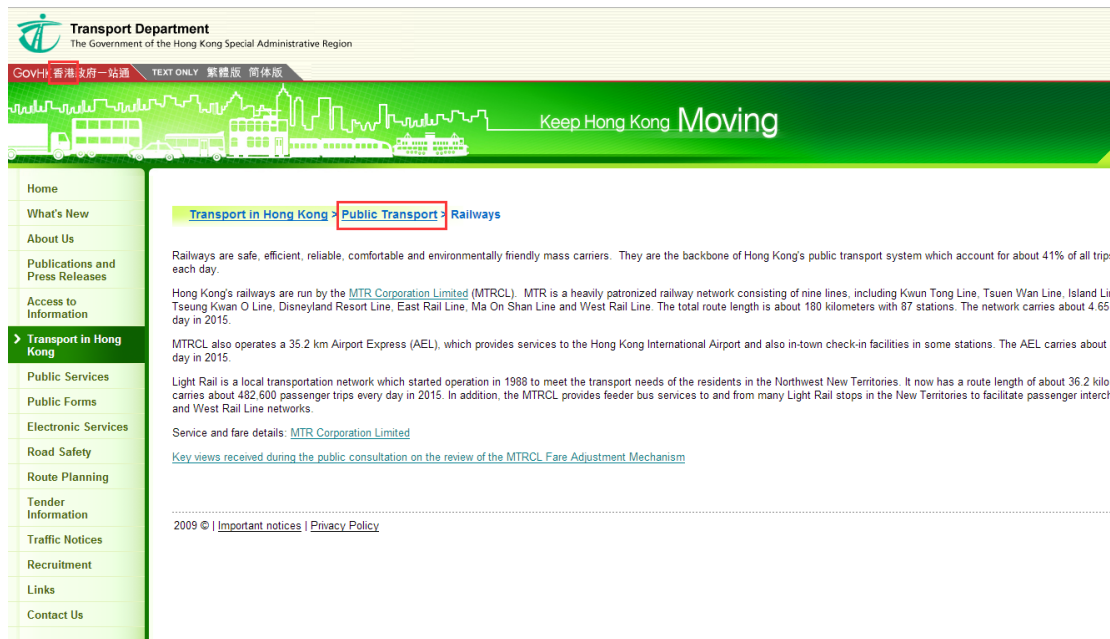 Transport Department
The Government of the Hong Kong Special Administrative Region
GovHK 香港政府一站通 TEXT ONLY 繁體版 简体版
Keep Hong Kong Moving
Home
What's New
About Us
Publications and
Press Releases
Access to
Information
Transport in Hong
Kong
Public Services
Public Forms
Electronic Services
Road Safety
Route Planning
Tender
Information
Traffic Notices
Recruitment
Links
Contact Us
Transport in Hong Kong > Public Transport > Railways
Railways are safe, efficient, reliable, comfortable and environmentally friendly mass carriers. They are the backbone of Hong Kong's public transport system which account for about 41% of all trips
each day.
Hong Kong's railways are run by the MTR Corporation Limited (MTRCL). MTR is a heavily patronized railway network consisting of nine lines, including Kwun Tong Line, Tsuen Wan Line, Island
Tseung Kwan O Line, Disneyland Resort Line, East Rail Line, Ma On Shan Line and West Rail Line. The total route length is about 180 kilometers with 87 stations. The network carries about 4.65
day in 2015.
MTRCL also operates a 35.2 km Airport Express (AEL), which provides services to the Hong Kong International Airport and also in-town check-in facilities in some stations. The AEL carries about
day in 2015.
Light Rail is a local transportation network which started operation in 1988 to meet the transport needs of the residents in the Northwest New Territories. It now has a route length of about 36.2 kilo
carries about 482,600 passenger trips every day in 2015. In addition, the MTRCL provides feeder bus services to and from many Light Rail stops in the New Territories to facilitate passenger interch
and West Rail Line networks.
Service and fare details: MTR Corporation Limited
Key views received during the public consultation on the review of the MTRCL Fare Adjustment Mechanism
2009 © | Important notices | Privacy Policy